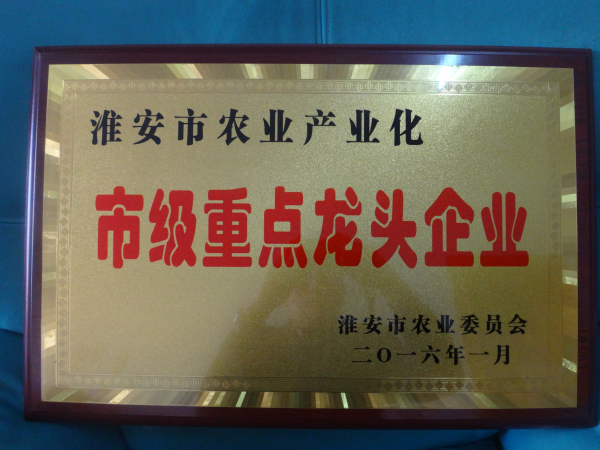 淮安市农业产业化
市级重点龙头企业
淮安市农业委员会
二O一六年一月